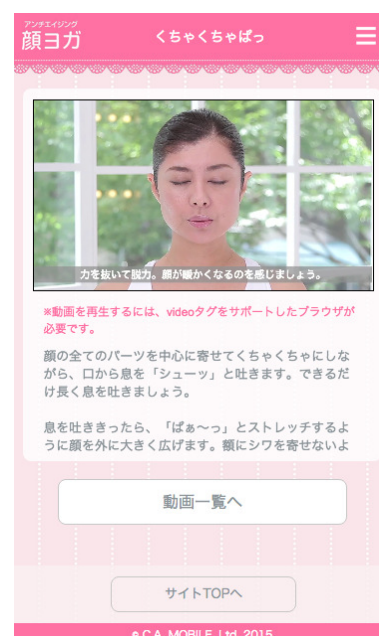 アンチエイジング
顔ヨガ
くちゃくちゃぱっ
力を抜いて脱力。顔が暖かくなるのを感じましょう。
※動画を再生するには、videoタグをサポートしたブラウザが
必要です。
顔の全てのパーツを中心に寄せてくちゃくちゃにしな
がら、口から息を「シューッ」と吐きます。できるだ
け長く息を吐きましょう。
息を吐ききったら、「ぱぁ〜っ」とストレッチするよ
うに顔を外に大きく広げます。額にシワを寄せないよ
動画一覧へ
サイトTOPへ
© C.A. MOBILE, Ltd. 2015